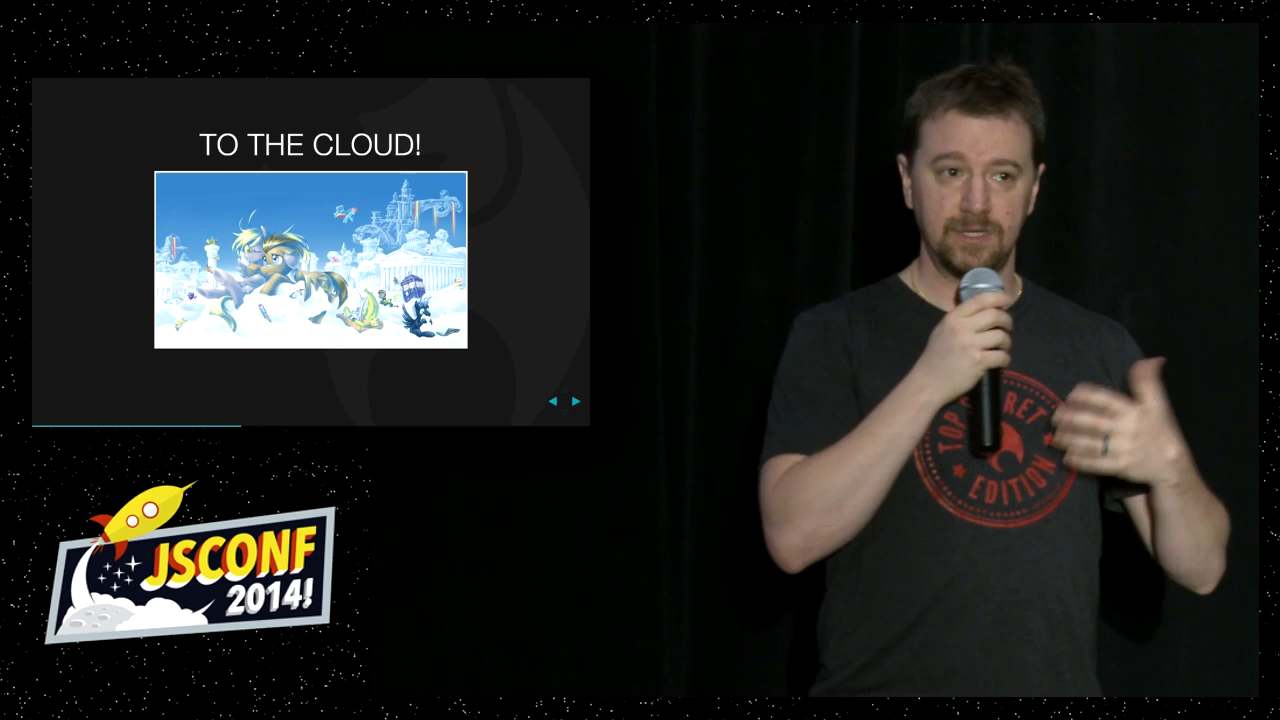 TO THE CLOUD!
JSCONF
2014!
TOP SECRET
EDITION